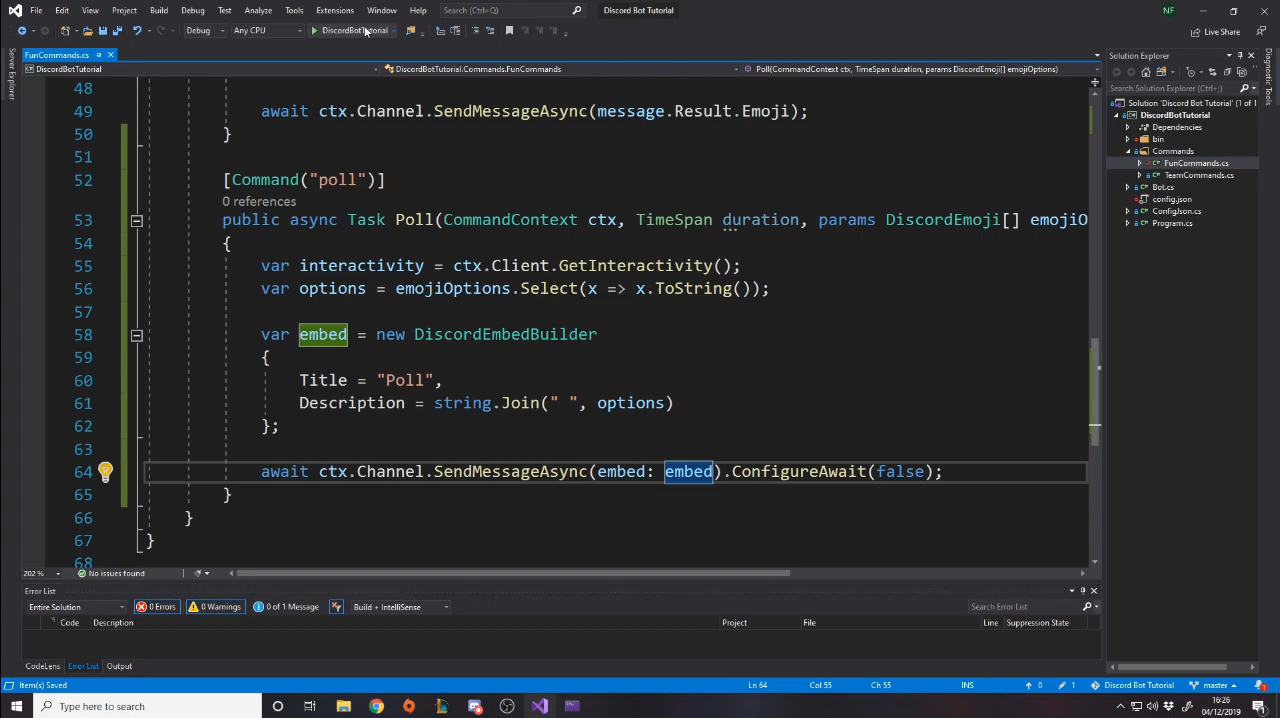 File Edit View Project Build Debug Test Analyze Tools Extensions Window Help Search (Ctrl+Q) Discord Bot Tutorial NF
Debug Any CPU DiscordBotTutorial Live Share
FunCommands.cs
Solution Explorer
DiscordBotTutorial DiscordBotTutorial.Commands.FunCommands Poll(CommandContext ctx, TimeSpan duration, params DiscordEmoji[] emojiOptions)
Server Explorer
Diagnostic Tools
Search Solution Explorer (Ctrl+;)
Solution 'Discord Bot Tutorial' (1 of 1
DiscordBotTutorial
Dependencies
bin
Commands
FunCommands.cs
TeamCommands.cs
Bot.cs
config.json
ConfigJson.cs
Program.cs
48
49 await ctx.Channel.SendMessageAsync(message.Result.Emoji);
50 }
51
52 [Command("poll")]
0 references
53 public async Task Poll(CommandContext ctx, TimeSpan duration, params DiscordEmoji[] emojiO
54 {
55 var interactivity = ctx.Client.GetInteractivity();
56 var options = emojiOptions.Select(x => x.ToString());
57
58 var embed = new DiscordEmbedBuilder
59 {
60 Title = "Poll",
61 Description = string.Join(" ", options)
62 };
63
64 await ctx.Channel.SendMessageAsync(embed: embed).ConfigureAwait(false);
65 }
66 }
67 }
68
202 % No issues found
Error List
Entire Solution 0 Errors 0 Warnings 0 of 1 Message Build + IntelliSense Search Error List
Code Description Project File Line Suppression State
CodeLens Error List Output
Item(s) Saved Ln 64 Col 55 Ch 55 INS 0 1 Discord Bot Tutorial master 1
Type here to search
16:26
04/12/2019